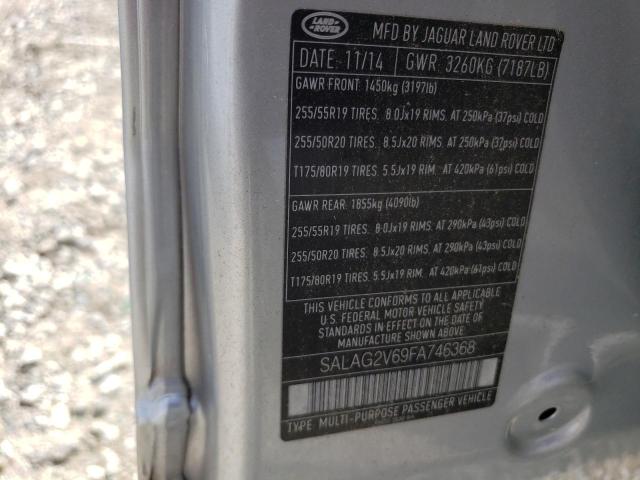 LAND ROVER
MFD BY JAGUAR LAND ROVER LTD
DATE: 11/14 GWR: 3260KG (7187LB)
GAWR FRONT: 1450kg (3197lb)
255/55R19 TIRES. 8.0Jx19 RIMS. AT 250kPa (37psi) COLD
255/50R20 TIRES. 8.5Jx20 RIMS. AT 250kPa (37psi) COLD
T175/80R19 TIRES. 5.5Jx19 RIM. AT 420kPa (61psi) COLD
GAWR REAR: 1855kg (4090lb)
255/55R19 TIRES. 8.0Jx19 RIMS. AT 290kPa (43psi) COLD
255/50R20 TIRES. 8.5Jx20 RIMS. AT 290kPa (43psi) COLD
T175/80R19 TIRES. 5.5Jx19 RIM. AT 420kPa (61psi) COLD
THIS VEHICLE CONFORMS TO ALL APPLICABLE
U.S. FEDERAL MOTOR VEHICLE SAFETY
STANDARDS IN EFFECT ON THE DATE OF
MANUFACTURE SHOWN ABOVE.
SALAG2V69FA746368
TYPE: MULTI-PURPOSE PASSENGER VEHICLE